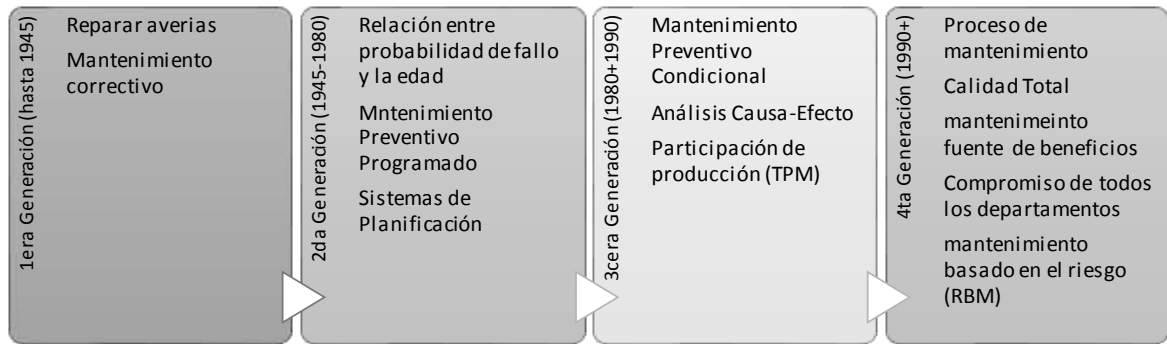 1era Generación (hasta 1945)
Reparar averias
Mantenimiento
correctivo
2da Generación (1945-1980)
Relación entre
probabilidad de fallo
y la edad
Mntenimiento
Preventivo
Programado
Sistemas de
Planificación
3cera Generación (1980+1990)
Mantenimiento
Preventivo
Condicional
Análisis Causa-Efecto
Participación de
producción (TPM)
4ta Generación (1990+)
Proceso de
mantenimiento
Calidad Total
mantenimeinto
fuente de beneficios
Compromiso de todos
los departamentos
mantenimiento
basado en el riesgo
(RBM)